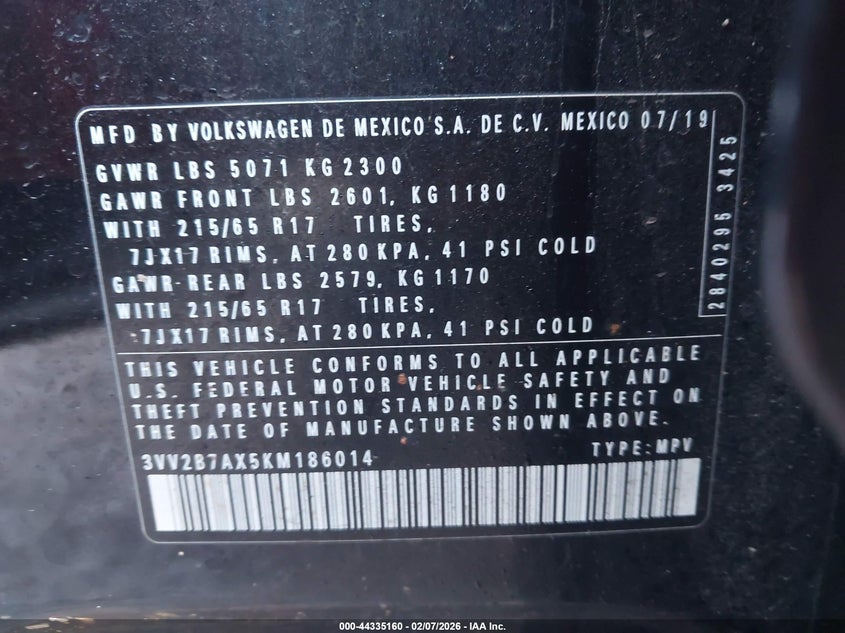 MFD BY VOLKSWAGEN DE MEXICO S.A. DE C.V. MEXICO 07/19
GVWR LBS 5071 KG 2300
GAWR FRONT LBS 2601, KG 1180
WITH 215/65 R17 TIRES,
7JX17 RIMS, AT 280 KPA, 41 PSI COLD
GAWR-REAR LBS 2579, KG 1170
WITH 215/65 R17 TIRES,
7JX17 RIMS, AT 280 KPA, 41 PSI COLD
2840295 3425
THIS VEHICLE CONFORMS TO ALL APPLICABLE
U.S. FEDERAL MOTOR VEHICLE SAFETY AND
THEFT PREVENTION STANDARDS IN EFFECT ON
THE DATE OF MANUFACTURE SHOWN ABOVE.
3VV2B7AX5KM186014 TYPE:MPV
000-44335160 - 02/07/2026 - IAA Inc.